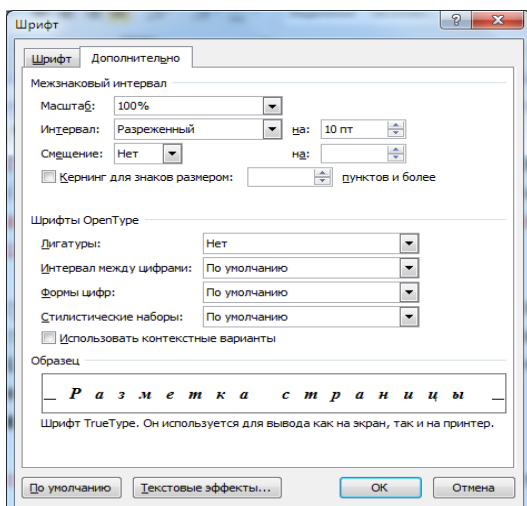 Шрифт
Шрифт Дополнительно
Межзнаковый интервал
Масштаб: 100%
Интервал: Разреженный на: 10 пт
Смещение: Нет на:
Кернинг для знаков размером: пунктов и более
Шрифты OpenType
Лигатуры: Нет
Интервал между цифрами: По умолчанию
Формы цифр: По умолчанию
Стилистические наборы: По умолчанию
Использовать контекстные варианты
Образец
Разметка страницы
Шрифт TrueType. Он используется для вывода как на экран, так и на принтер.
По умолчанию Текстовые эффекты... ОК Отмена